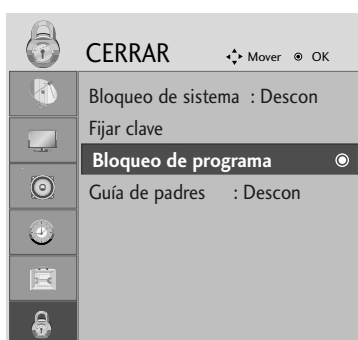 CERRAR Mover OK
Bloqueo de sistema : Descon
Fijar clave
Bloqueo de programa
Guía de padres : Descon